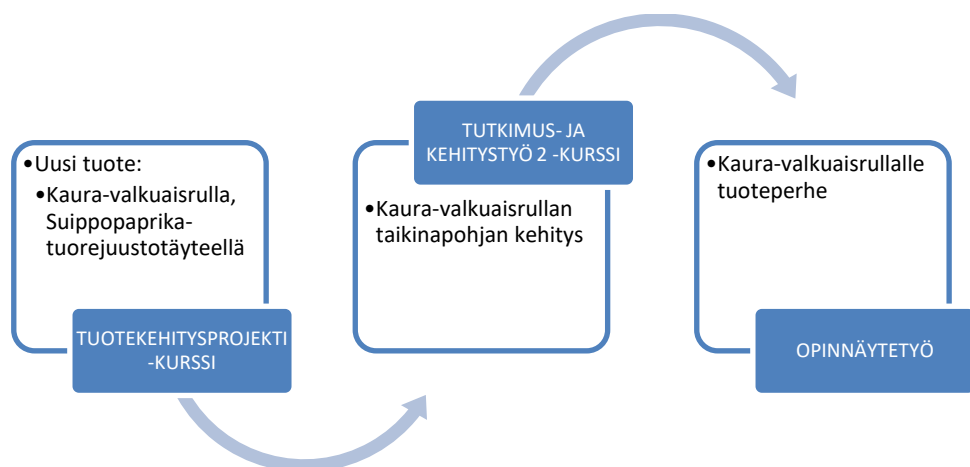 •Uusi tuote:
•Kaura-valkuaisrulla,
Suippopaprika-
tuorejuustotäyteellä
TUOTEKEHITYSPROJEKTI
-KURSSI
TUTKIMUS- JA
KEHITYSTYÖ 2 -KURSSI
•Kaura-valkuaisrullan
taikinapohjan kehitys
•Kaura-valkuaisrullalle
tuoteperhe
OPINNÄYTETYÖ